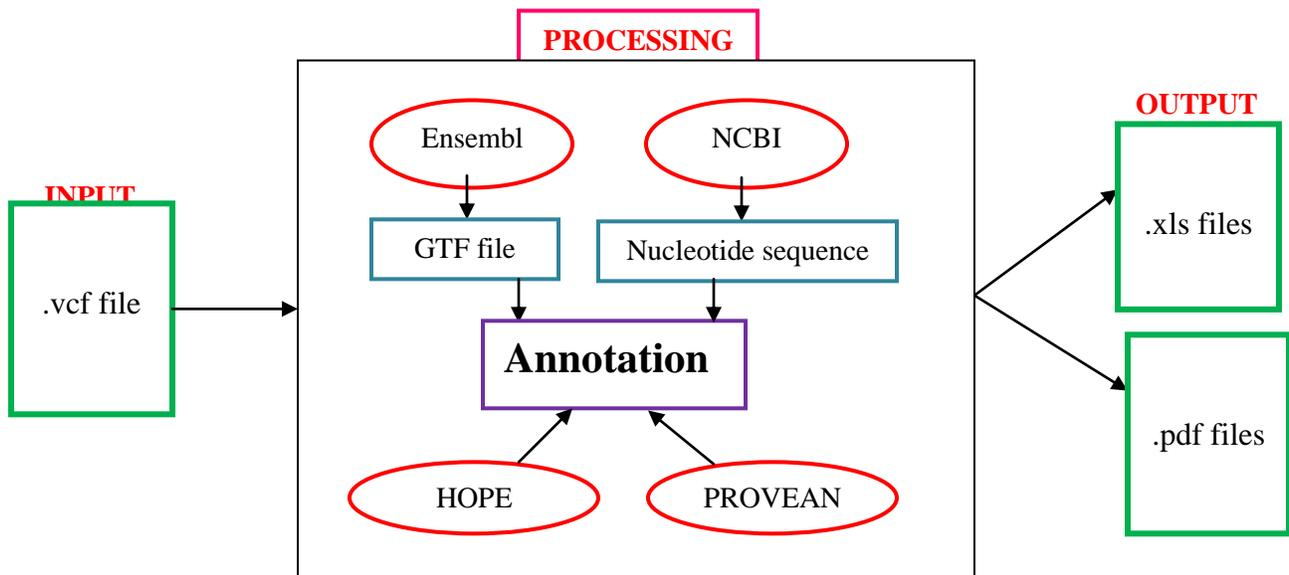 PROCESSING
OUTPUT
Ensembl
NCBI
INPUT
.xls files
GTF file
Nucleotide sequence
.vcf file
Annotation
.pdf files
HOPE
PROVEAN